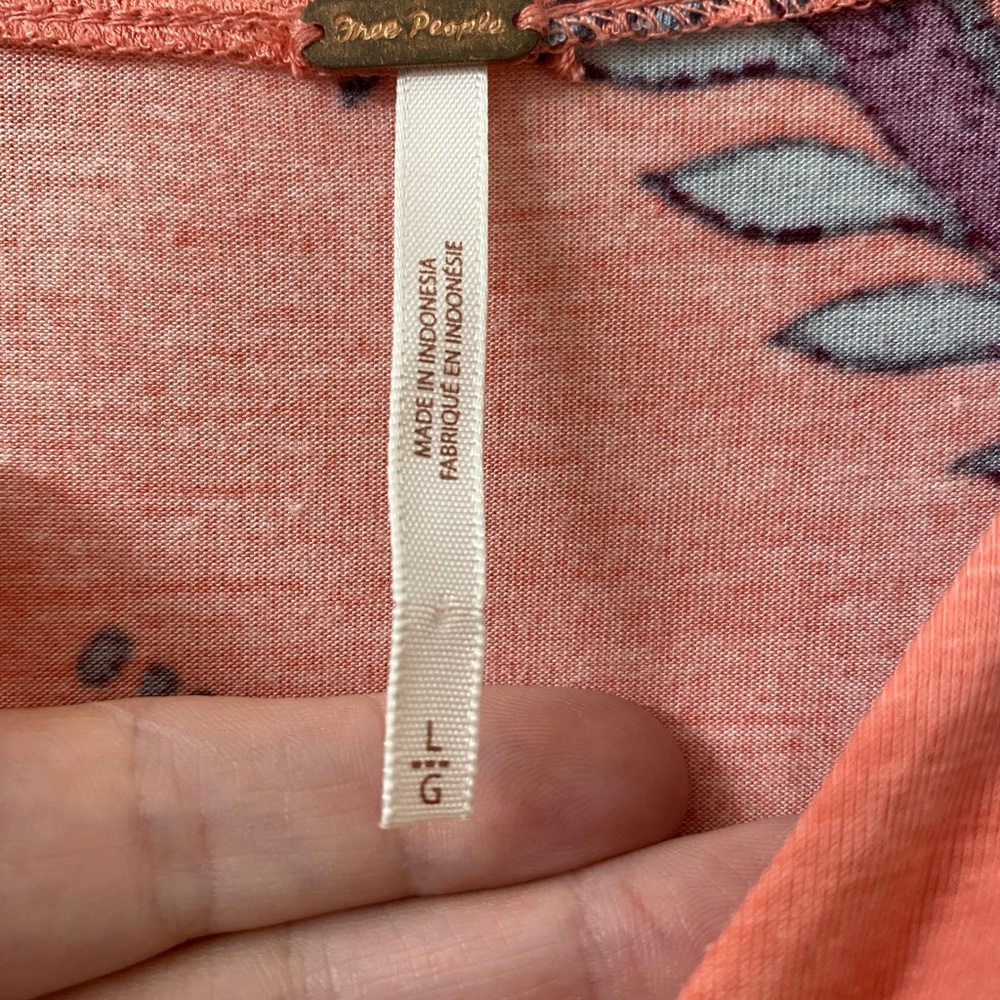 Free People
MADE IN INDONESIA
FABRIQUÉ EN INDONÉSIE
G L